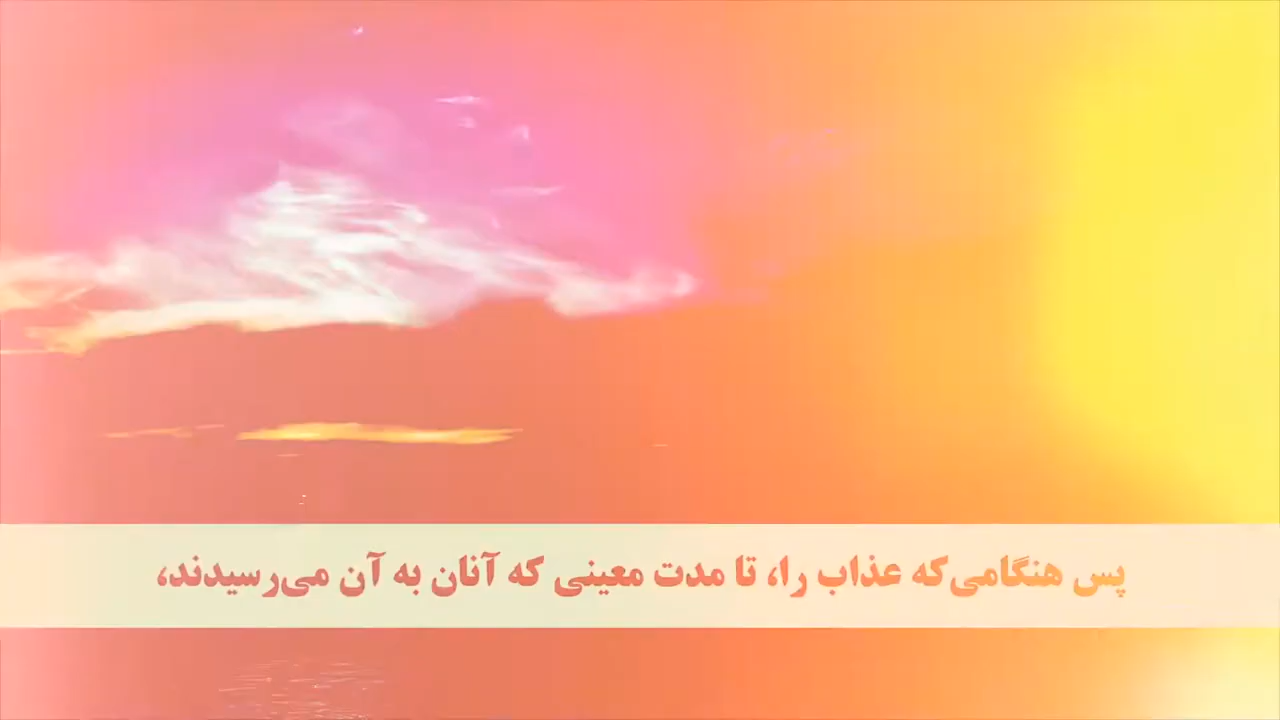 پس هنگامی‌که عذاب را، تا مدت معینی که آنان به آن می‌رسیدند،